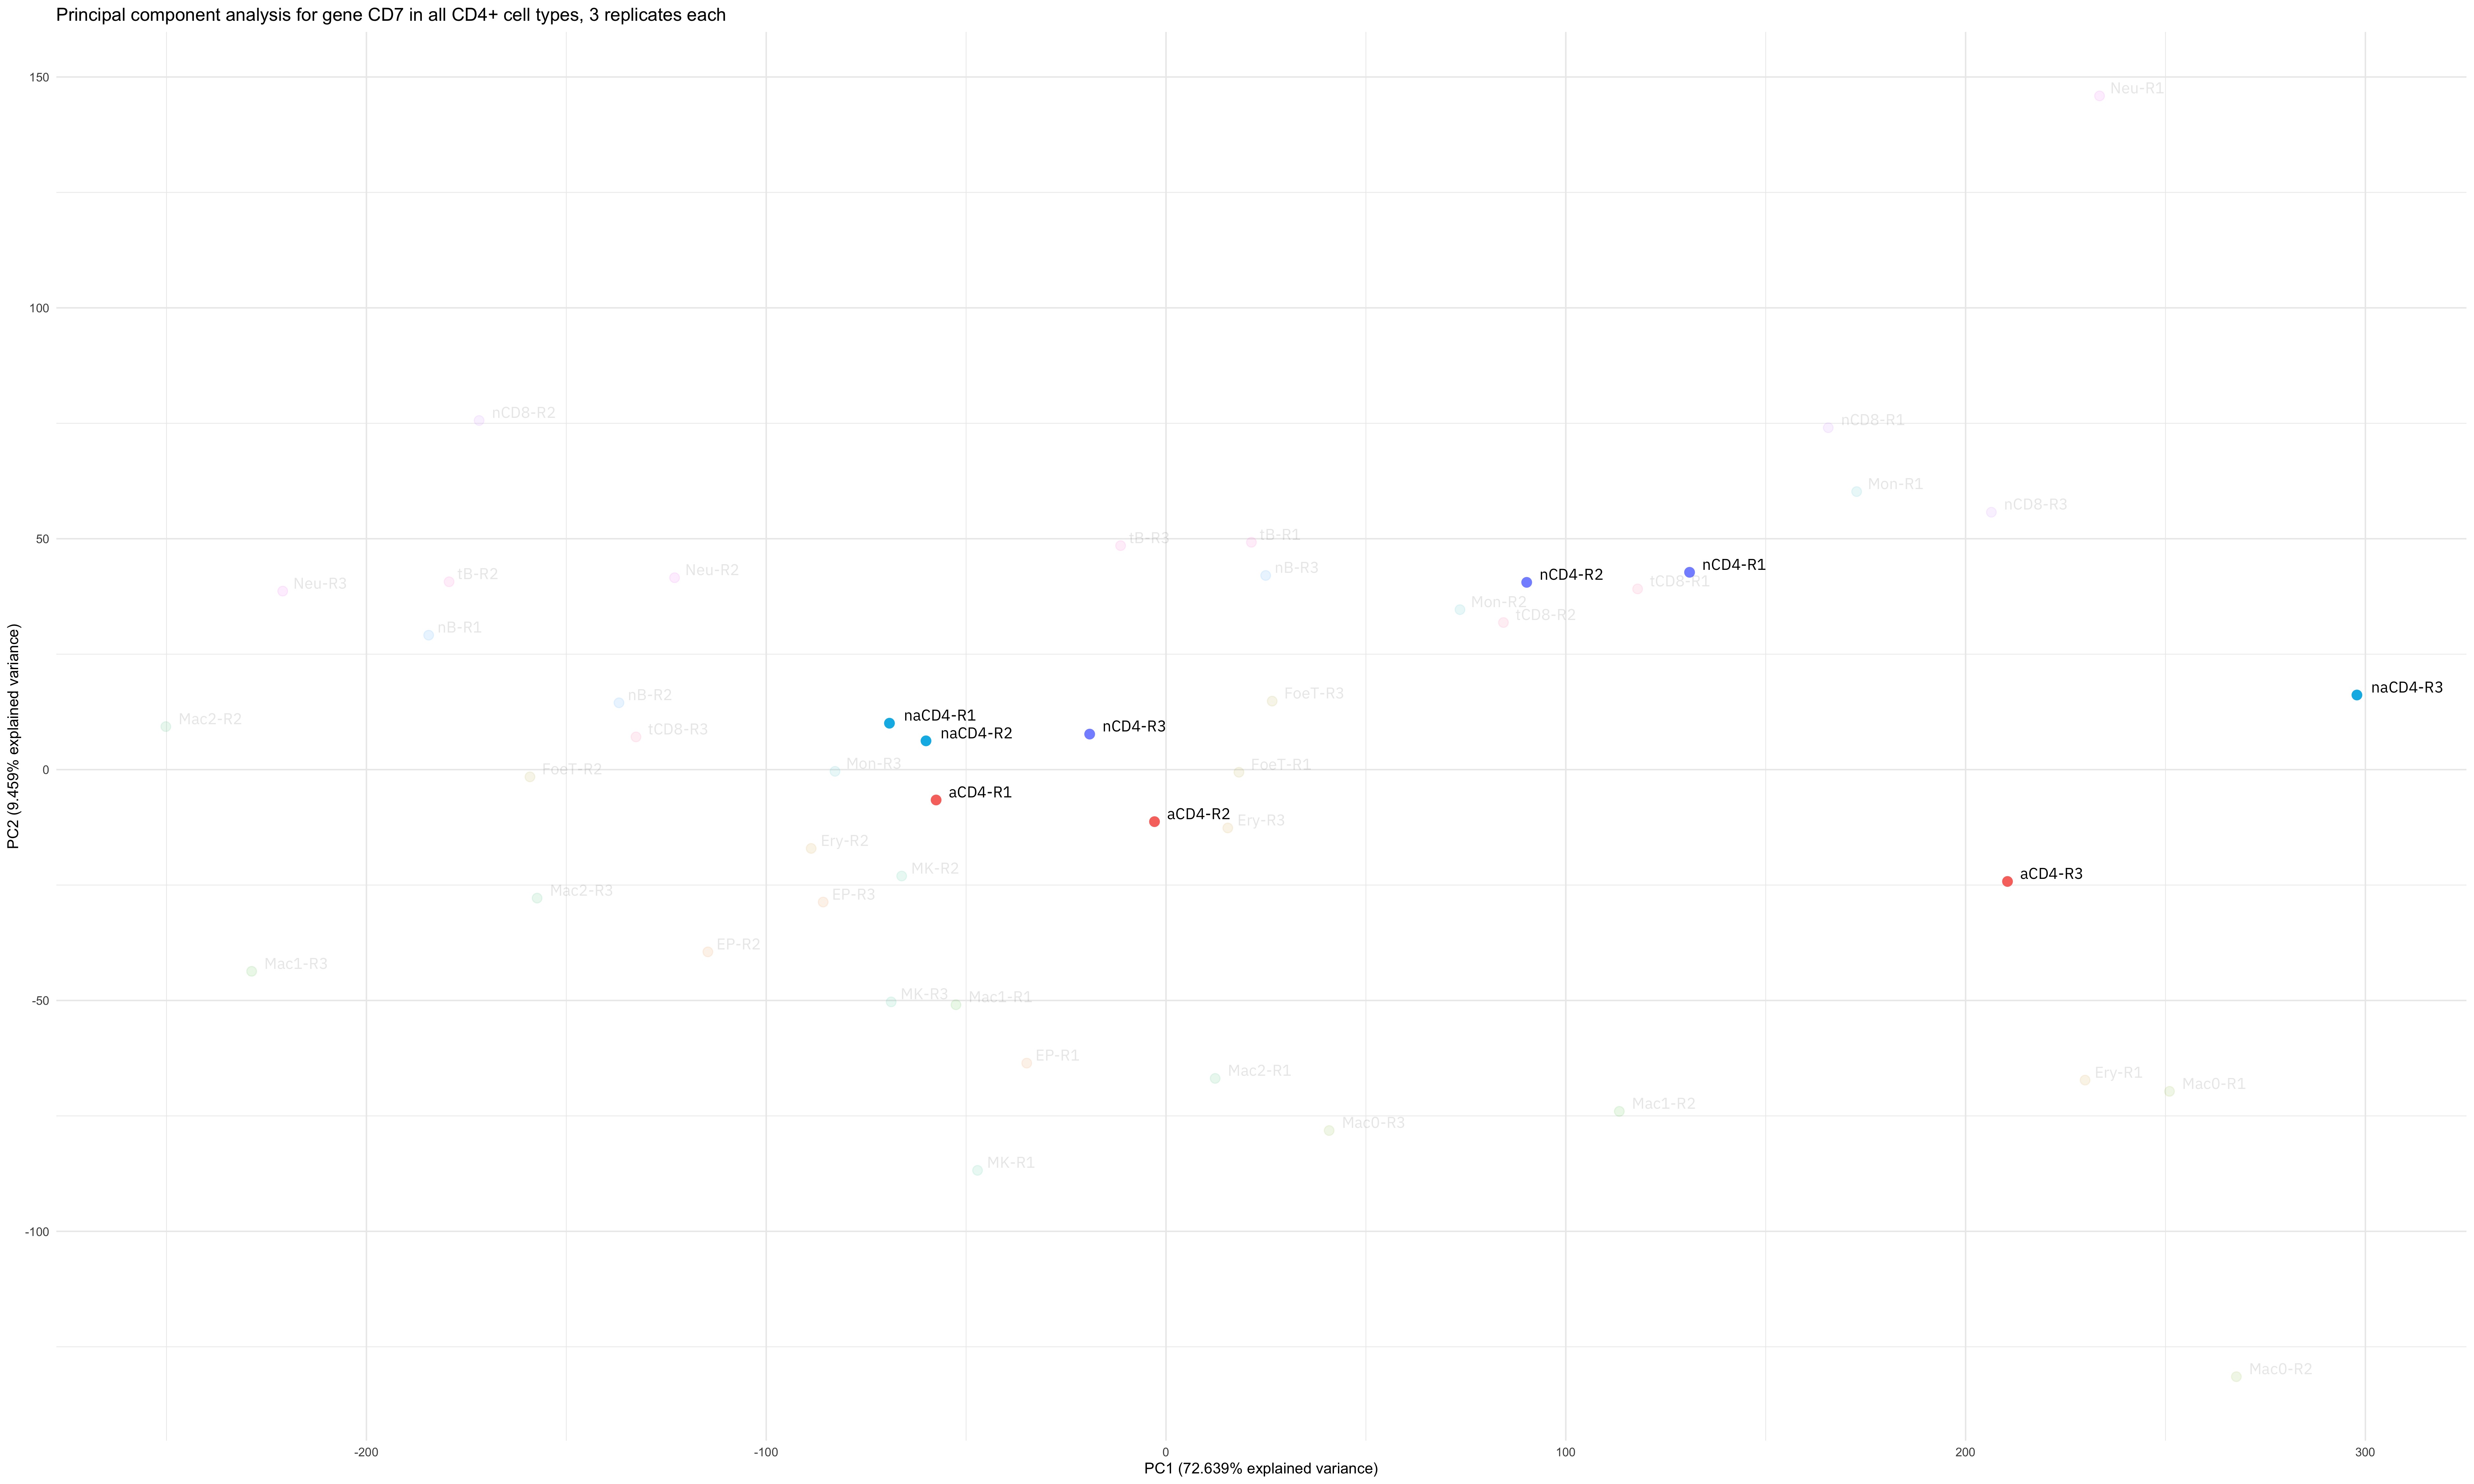 Principal component analysis for gene CD7 in all CD4+ cell types, 3 replicates each
150
Neu-R1
100
nCD8-R2
nCD8-R1
Mon-R1
nCD8-R3
50
tB-R3
tB-R1
nB-R3
nCD4-R2
nCD4-R1
tCD8-R1
Neu-R3
tB-R2
Neu-R2
Mon-R2
tCD8-R2
nB-R1
nB-R2
FoeT-R3
naCD4-R3
Mac2-R2
tCD8-R3
naCD4-R1
naCD4-R2
nCD4-R3
0
FoeT-R2
Mon-R3
FoeT-R1
aCD4-R1
aCD4-R2
Ery-R3
Ery-R2
MK-R2
aCD4-R3
Mac2-R3
EP-R3
EP-R2
Mac1-R3
-50
MK-R3
Mac1-R1
EP-R1
Mac2-R1
Ery-R1
Mac0-R1
Mac1-R2
Mac0-R3
MK-R1
-100
Mac0-R2
-200
-100
0
100
200
300
PC1 (72.639% explained variance)
PC2 (9.459% explained variance)